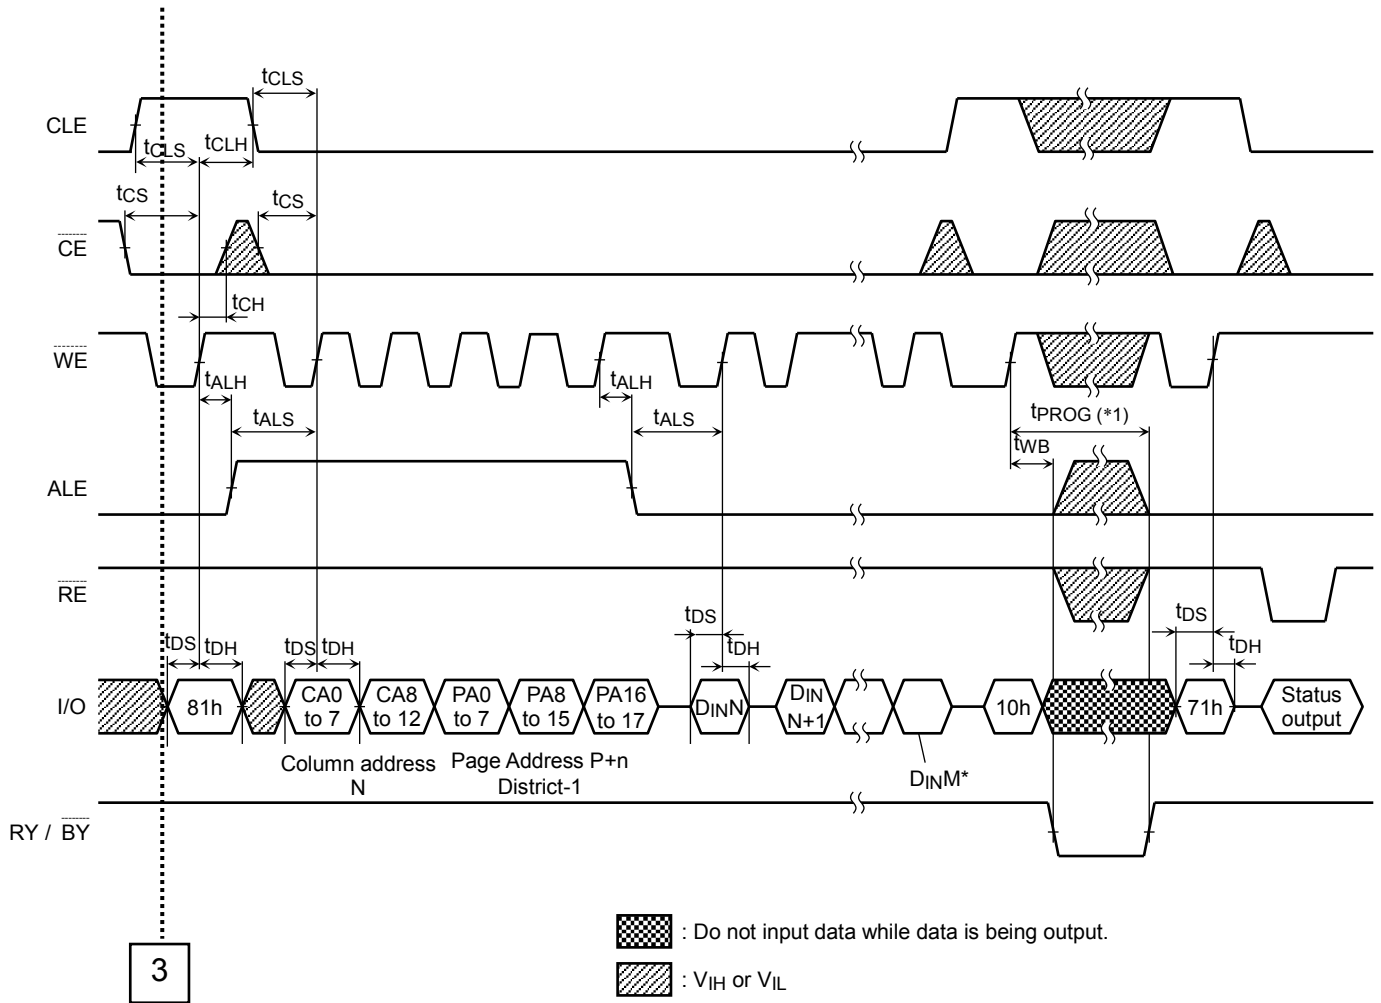 tCLS
CLE
tCLS
tCLH
tCS
tCS
CE
tCH
WE
tALH
tALS
tALH
tALS
tPROG (*1)
tWB
ALE
RE
tDS
tDH
tDS
tDH
tDS
tDH
tDS
tDH
I/O
81h
CA0 to 7
CA8 to 12
PA0 to 7
PA8 to 15
PA16 to 17
DINN
DIN N+1
10h
71h
Status output
Column address N
Page Address P+n District-1
DINM*
RY / BY
: Do not input data while data is being output.
3
: VIH or VIL